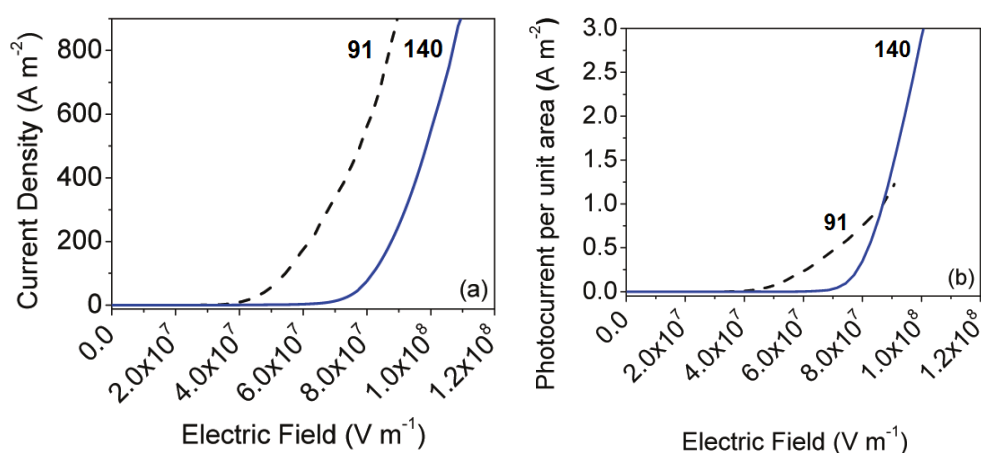 Current Density (A m⁻²)
800
600
400
200
0
91
140
(a)
0.0
2.0x10⁷
4.0x10⁷
6.0x10⁷
8.0x10⁷
1.0x10⁸
1.2x10⁸
Electric Field (V m⁻¹)
Photocurrent per unit area (A m⁻²)
3.0
2.5
2.0
1.5
1.0
0.5
0.0
140
91
(b)
0.0
2.0x10⁷
4.0x10⁷
6.0x10⁷
8.0x10⁷
1.0x10⁸
1.2x10⁸
Electric Field (V m⁻¹)